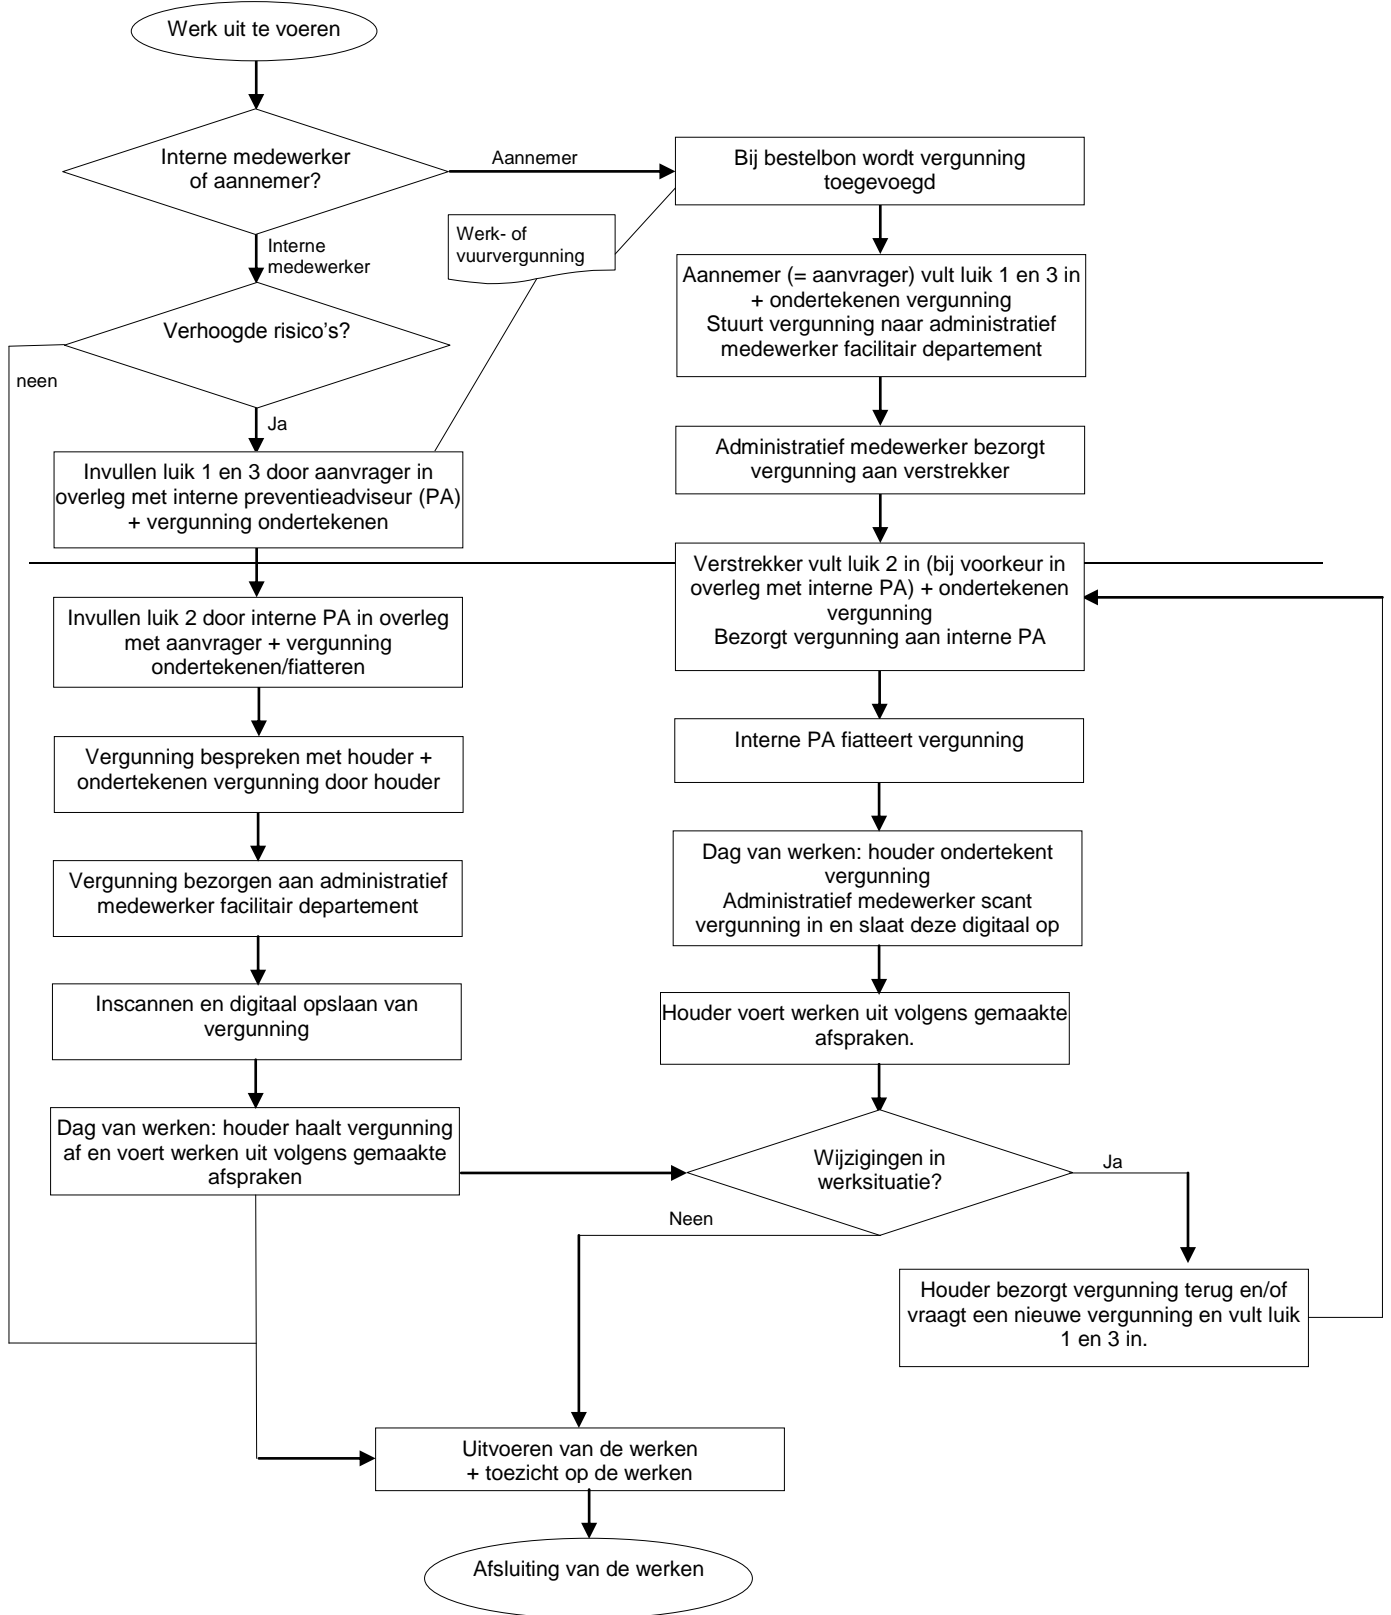 Werk uit te voeren
Interne medewerker
of aannemer?
Aannemer
Bij bestelbon wordt vergunning
toegevoegd
Werk- of
vuurvergunning
Interne
medewerker
Aannemer (= aanvrager) vult luik 1 en 3 in
+ ondertekenen vergunning
Stuurt vergunning naar administratief
medewerker facilitair departement
Verhoogde risico's?
neen
Ja
Administratief medewerker bezorgt
vergunning aan verstrekker
Invullen luik 1 en 3 door aanvrager in
overleg met interne preventieadviseur (PA)
+ vergunning ondertekenen
Verstrekker vult luik 2 in (bij voorkeur in
overleg met interne PA) + ondertekenen
vergunning
Bezorgt vergunning aan interne PA
Invullen luik 2 door interne PA in overleg
met aanvrager + vergunning
ondertekenen/fiatteren
Interne PA fiatteert vergunning
Vergunning bespreken met houder +
ondertekenen vergunning door houder
Dag van werken: houder ondertekent
vergunning
Administratief medewerker scant
vergunning in en slaat deze digitaal op
Vergunning bezorgen aan administratief
medewerker facilitair departement
Inscannen en digitaal opslaan van
vergunning
Houder voert werken uit volgens gemaakte
afspraken.
Dag van werken: houder haalt vergunning
af en voert werken uit volgens gemaakte
afspraken
Wijzigingen in
werksituatie?
Ja
Neen
Houder bezorgt vergunning terug en/of
vraagt een nieuwe vergunning en vult luik
1 en 3 in.
Uitvoeren van de werken
+ toezicht op de werken
Afsluiting van de werken